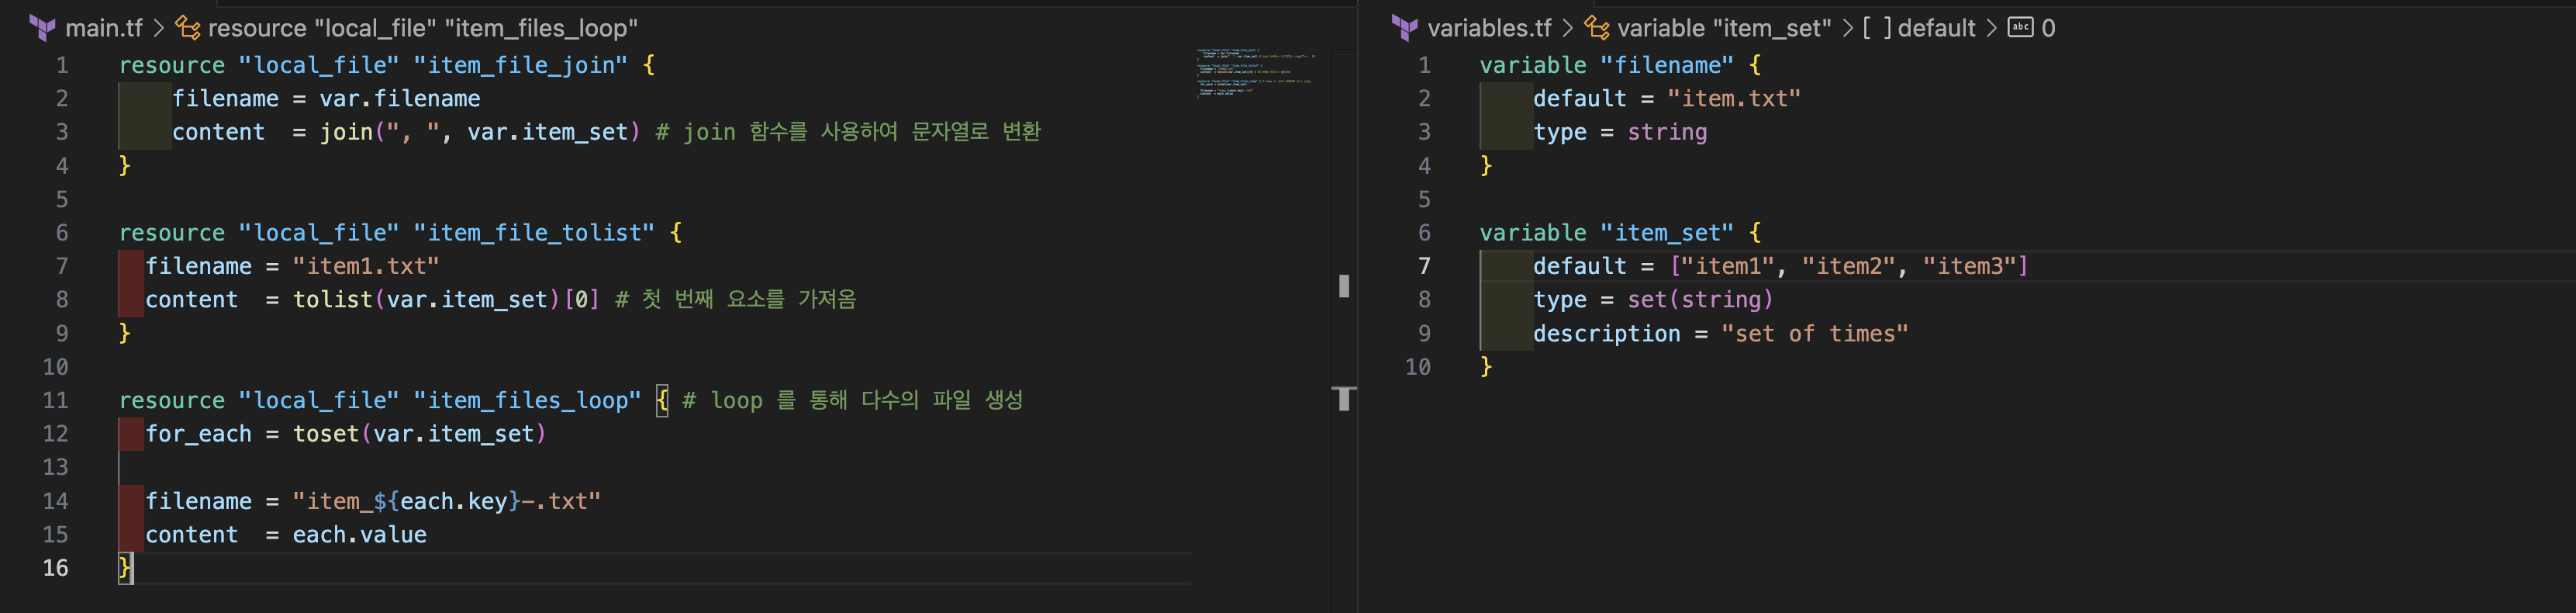 main.tf > resource "local_file" "item_files_loop"
1 resource "local_file" "item_file_join" {
2     filename = var.filename
3     content  = join(", ", var.item_set) # join 함수를 사용하여 문자열로 변환
4 }
5
6 resource "local_file" "item_file_tolist" {
7   filename = "item1.txt"
8   content  = tolist(var.item_set)[0] # 첫 번째 요소를 가져옴
9 }
10
11 resource "local_file" "item_files_loop" { # loop 를 통해 다수의 파일 생성
12   for_each = toset(var.item_set)
13
14   filename = "item_${each.key}-.txt"
15   content  = each.value
16 }
variables.tf > variable "item_set" > [ ] default > abc 0
1 variable "filename" {
2     default = "item.txt"
3     type = string
4 }
5
6 variable "item_set" {
7     default = ["item1", "item2", "item3"]
8     type = set(string)
9     description = "set of times"
10 }